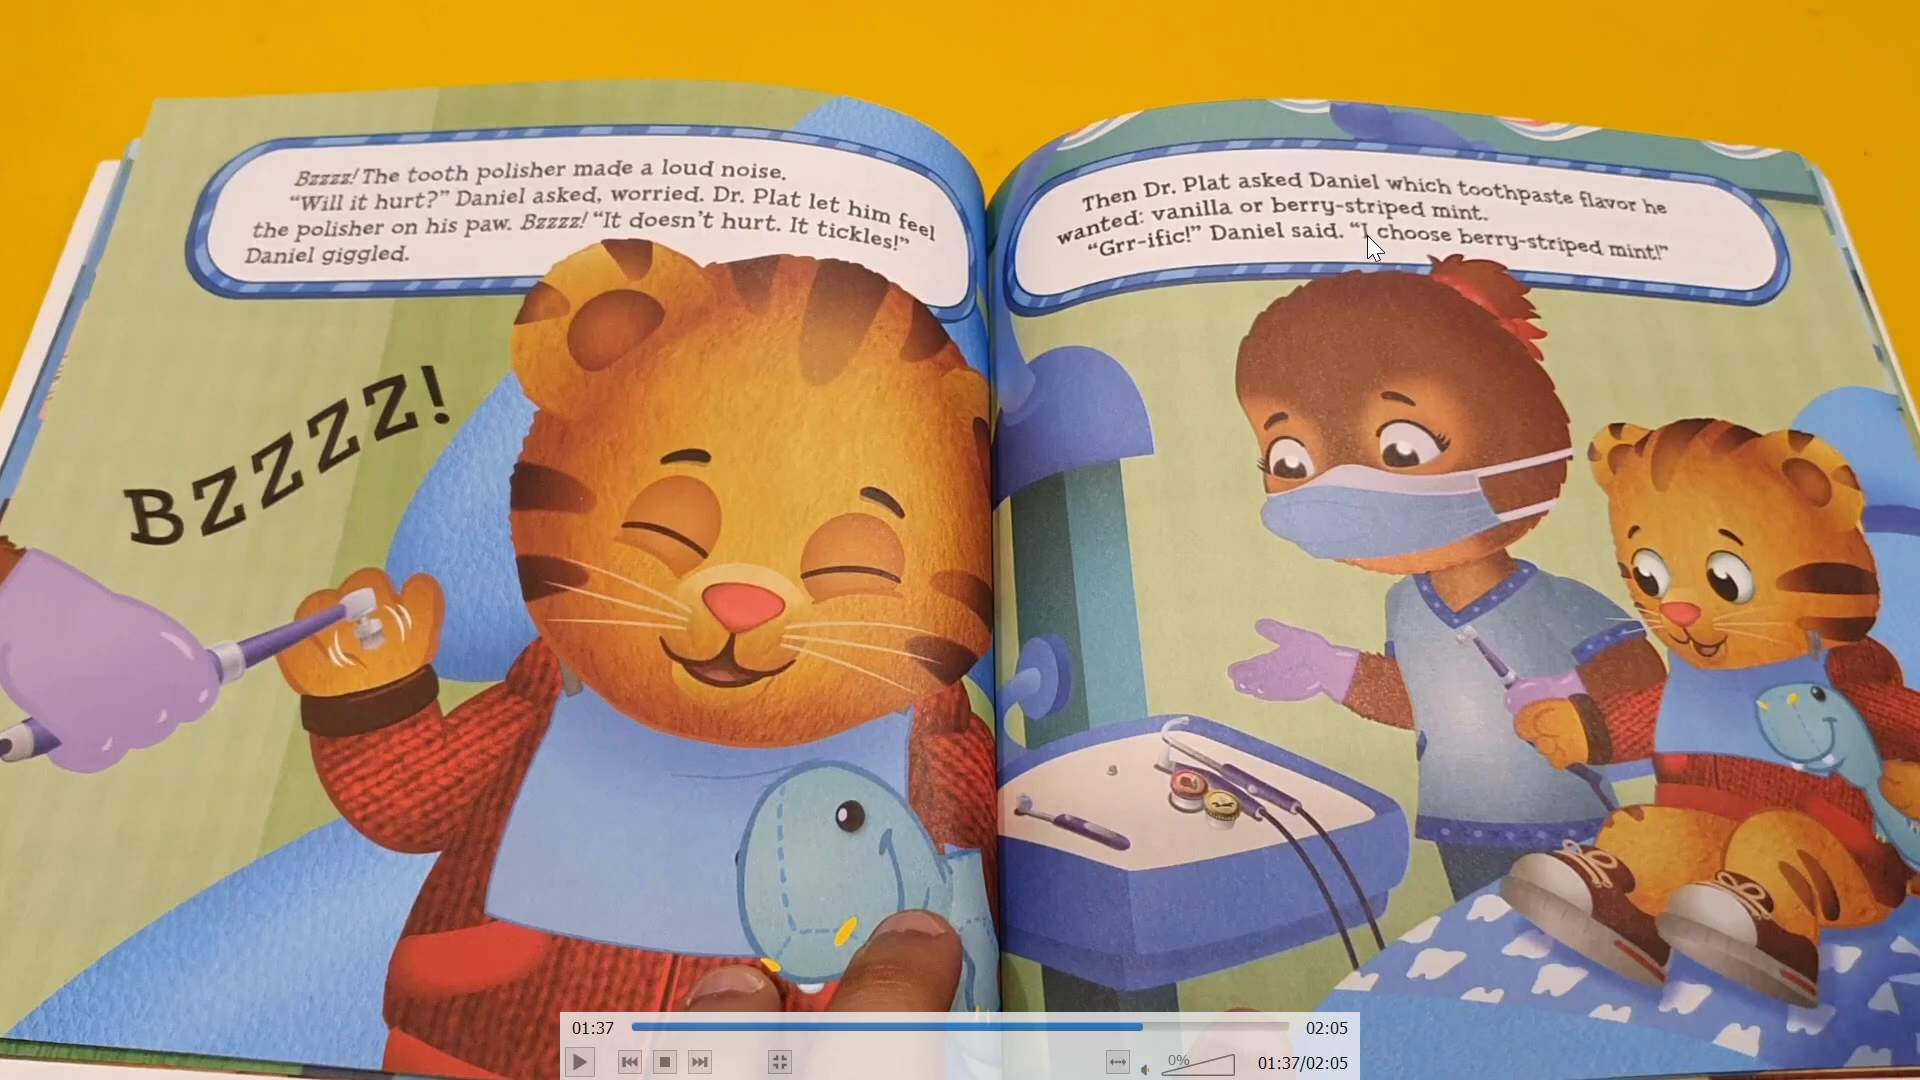 Bzzzz! The tooth polisher made a loud noise.
“Will it hurt?” Daniel asked, worried. Dr. Plat let him feel
the polisher on his paw. Bzzzz! “It doesn’t hurt. It tickles!”
Daniel giggled.
BZZZZ!
Then Dr. Plat asked Daniel which toothpaste flavor he
wanted: vanilla or berry-striped mint.
“Grr-ific!” Daniel said. “I choose berry-striped mint!”
01:37
02:05
0%
01:37/02:05